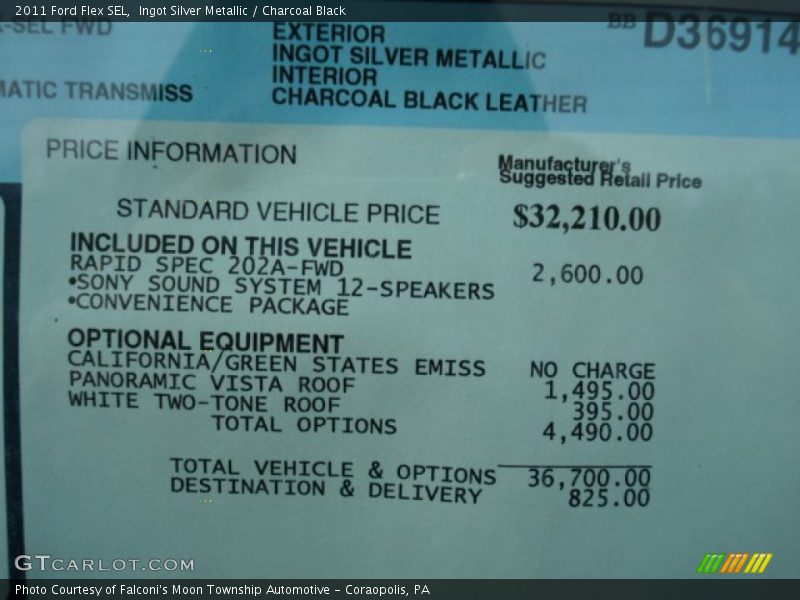 2011 Ford Flex SEL,  Ingot Silver Metallic / Charcoal Black
-SEL FWD
EXTERIOR
INGOT SILVER METALLIC
BB D36914
MATIC TRANSMISS
INTERIOR
CHARCOAL BLACK LEATHER
PRICE INFORMATION
Manufacturer's
Suggested Retail Price
STANDARD VEHICLE PRICE $32,210.00
INCLUDED ON THIS VEHICLE
RAPID SPEC 202A-FWD 2,600.00
•SONY SOUND SYSTEM 12-SPEAKERS
•CONVENIENCE PACKAGE
OPTIONAL EQUIPMENT
CALIFORNIA/GREEN STATES EMISS NO CHARGE
PANORAMIC VISTA ROOF 1,495.00
WHITE TWO-TONE ROOF 395.00
TOTAL OPTIONS 4,490.00
TOTAL VEHICLE & OPTIONS 36,700.00
DESTINATION & DELIVERY 825.00
GTCARLOT.COM
Photo Courtesy of Falconi's Moon Township Automotive – Coraopolis, PA